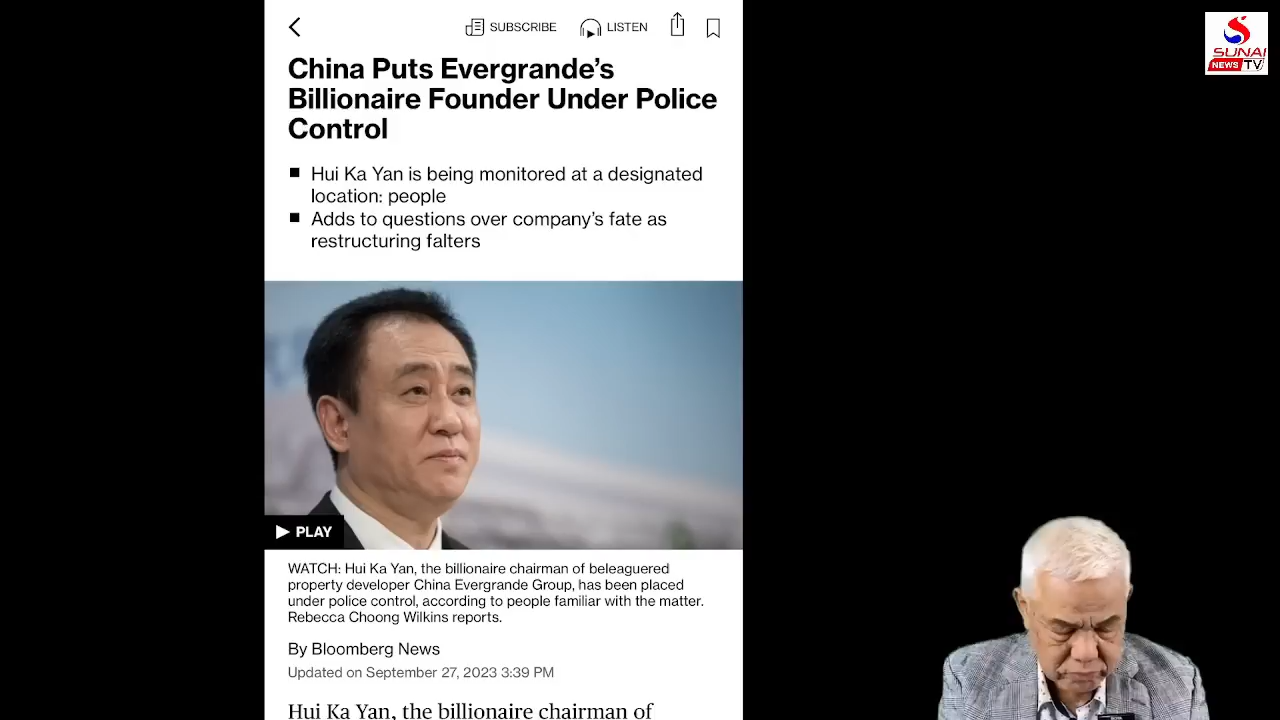 SUBSCRIBE
LISTEN
SUNAI
NEWS TV
China Puts Evergrande's
Billionaire Founder Under Police
Control
Hui Ka Yan is being monitored at a designated
location: people
Adds to questions over company's fate as
restructuring falters
PLAY
WATCH: Hui Ka Yan, the billionaire chairman of beleaguered
property developer China Evergrande Group, has been placed
under police control, according to people familiar with the matter.
Rebecca Choong Wilkins reports.
By Bloomberg News
Updated on September 27, 2023 3:39 PM
Hui Ka Yan, the billionaire chairman of